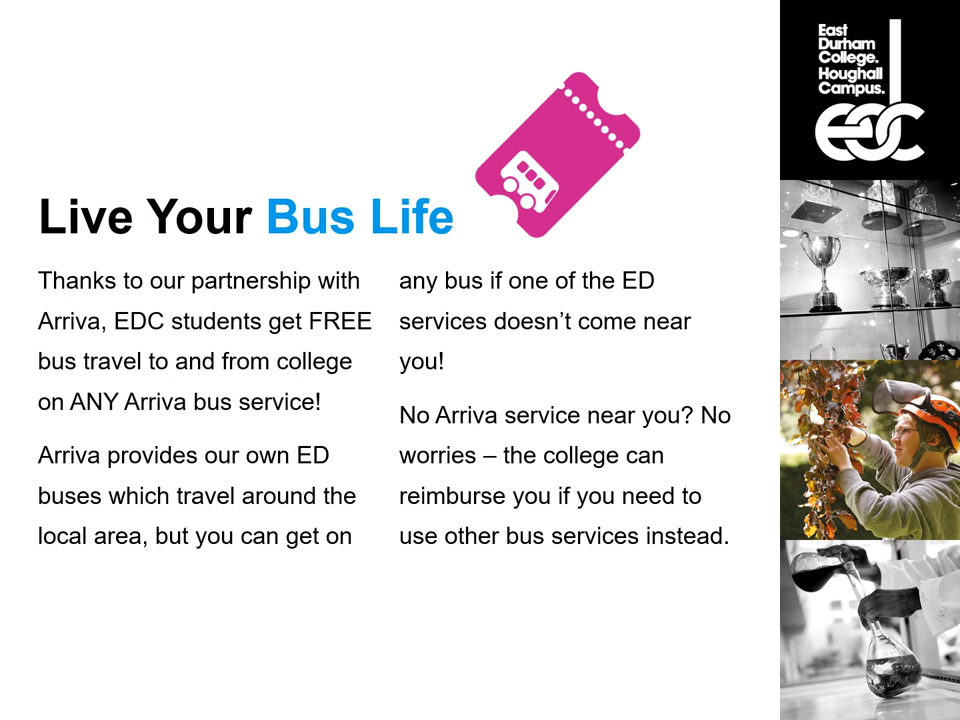 Live Your Bus Life
Thanks to our partnership with
Arriva, EDC students get FREE
bus travel to and from college
on ANY Arriva bus service!
Arriva provides our own ED
buses which travel around the
local area, but you can get on
any bus if one of the ED
services doesn’t come near
you!
No Arriva service near you? No
worries – the college can
reimburse you if you need to
use other bus services instead.
East
Durham
College.
Houghall
Campus.
edc